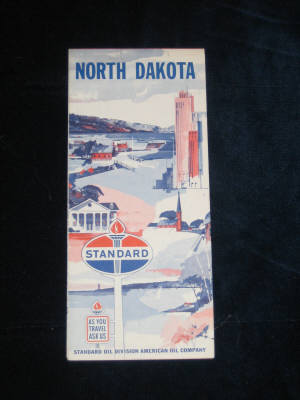 NORTH DAKOTA
STANDARD
AS YOU
TRAVEL
ASK US
STANDARD OIL DIVISION AMERICAN OIL COMPANY